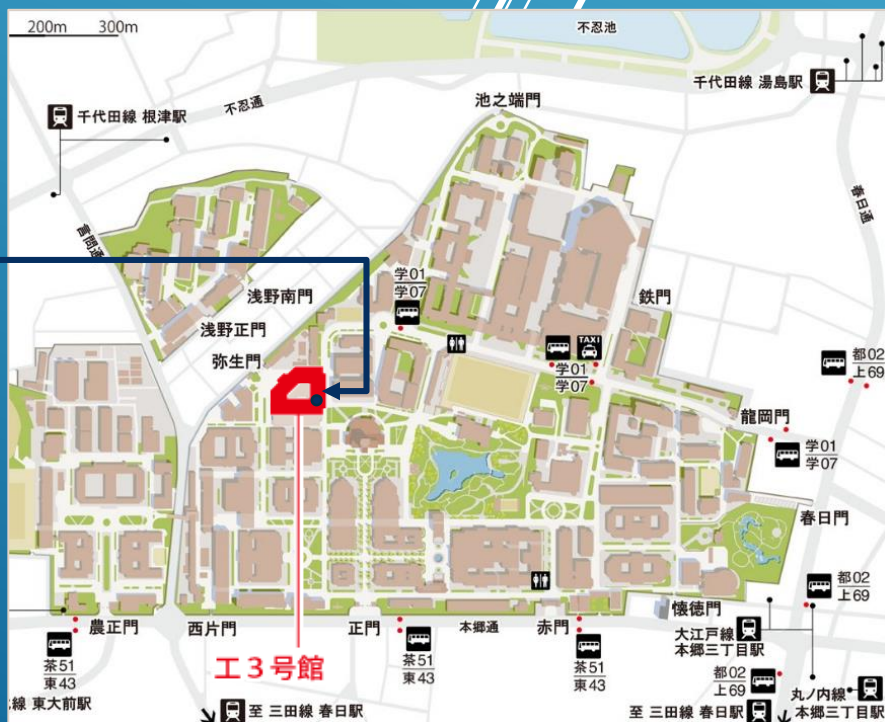 200m 300m
不忍池
千代田線 湯島駅
池之端門
不忍通
千代田線 根津駅
春日通
言問通
学01
学07
鉄門
浅野南門
浅野正門
弥生門
TAXI
学01
学07
都02
上69
龍岡門
学01
学07
春日門
都02
上69
懐徳門
大江戸線
本郷三丁目駅
農正門
西片門
正門
本郷通
赤門
茶51
東43
茶51
東43
茶51
東43
工3号館
都02
上69
丸ノ内線
本郷三丁目駅
線 東大前駅
至 三田線 春日駅
至 三田線 春日駅